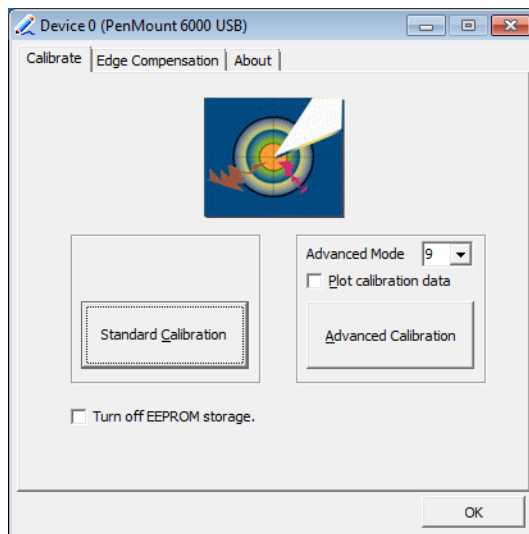 Device 0 (PenMount 6000 USB)
Calibrate Edge Compensation About
Advanced Mode 9
Plot calibration data
Standard Calibration Advanced Calibration
Turn off EEPROM storage.
OK